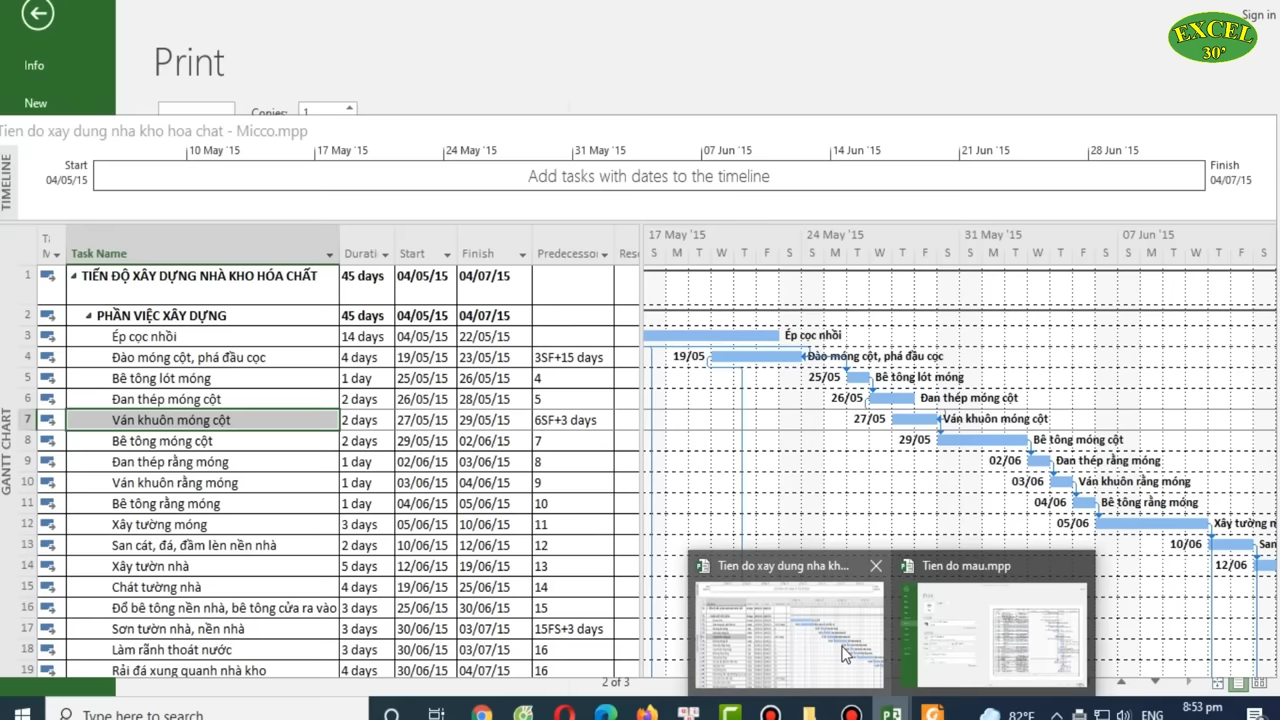 Sign in
EXCEL
30°
Info
Print
New
Copies: 1
Tien do xay dung nha kho hoa chat - Micco.mpp
TIMELINE
10 May '15 17 May '15 24 May '15 31 May '15 07 Jun '15 14 Jun '15 21 Jun '15 28 Jun '15
Start Finish
04/05/15 Add tasks with dates to the timeline 04/07/15
17 May '15 24 May '15 31 May '15 07 Jun '15
Task Name Durati Start Finish Predecessor Res S M T W T F S S M T W T F S S M T W T F S S M T W T F S
1 TIẾN ĐỘ XÂY DỰNG NHÀ KHO HÓA CHẤT 45 days 04/05/15 04/07/15
2 PHẦN VIỆC XÂY DỰNG 45 days 04/05/15 04/07/15
3 Ép cọc nhồi 14 days 04/05/15 22/05/15 Ép cọc nhồi
4 Đào móng cột, phá đầu cọc 4 days 19/05/15 23/05/15 3SF+15 days 19/05 Đào móng cột, phá đầu cọc
5 Bê tông lót móng 1 day 25/05/15 26/05/15 4 25/05 Bê tông lót móng
6 Đan thép móng cột 2 days 26/05/15 28/05/15 5 26/05 Đan thép móng cột
7 Ván khuôn móng cột 2 days 27/05/15 29/05/15 6SF+3 days 27/05 Ván khuôn móng cột
8 Bê tông móng cột 2 days 29/05/15 02/06/15 7 29/05 Bê tông móng cột
9 Đan thép rằng móng 1 day 02/06/15 03/06/15 8 02/06 Đan thép rằng móng
10 Ván khuôn rằng móng 1 day 03/06/15 04/06/15 9 03/06 Ván khuôn rằng móng
11 Bê tông rằng móng 1 day 04/06/15 05/06/15 10 04/06 Bê tông rằng móng
12 Xây tường móng 3 days 05/06/15 10/06/15 11 05/06 Xây tường n
13 San cát, đá, đầm lèn nền nhà 2 days 10/06/15 12/06/15 12 10/06 San
14 Xây tườn nhà 5 days 12/06/15 19/06/15 13 12/06
15 Chát tường nhà 4 days 19/06/15 25/06/15 14
16 Đổ bê tông nền nhà, bê tông cửa ra vào 3 days 25/06/15 30/06/15 15
17 Sơn tườn nhà, nền nhà 3 days 30/06/15 03/07/15 15FS+3 days
18 Làm rãnh thoát nước 3 days 30/06/15 03/07/15 16
19 Rải đá xung quanh nhà kho 4 days 30/06/15 04/07/15 16
GANTT CHART
Tien do xay dung nha kh... Tien do mau.mpp
2 of 3
Type here to search
82°F ENG 8:53 pm